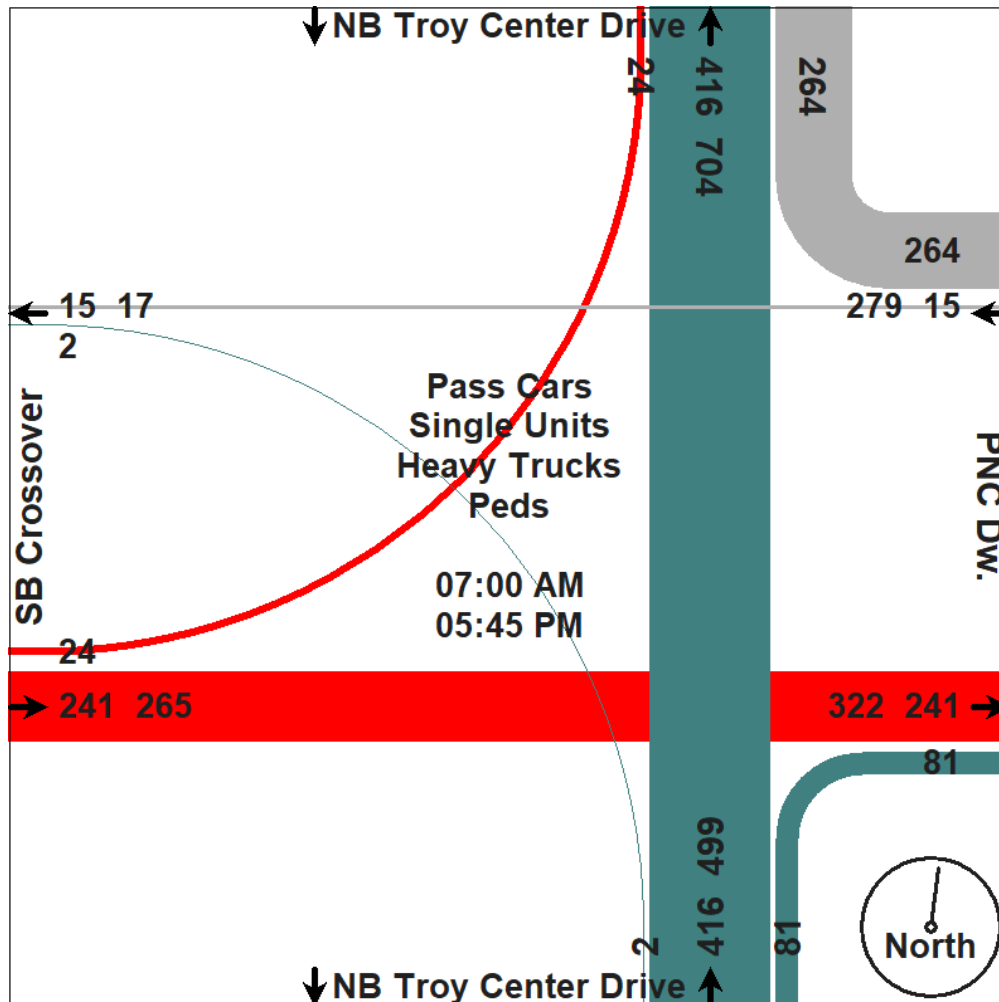 NB Troy Center Drive
24
416 704
264
264
15 17
279 15
2
Pass Cars
Single Units
Heavy Trucks
Peds
SB Crossover
PNC Dw.
07:00 AM
05:45 PM
24
241 265
322 241
81
2
416 499
81
North
NB Troy Center Drive